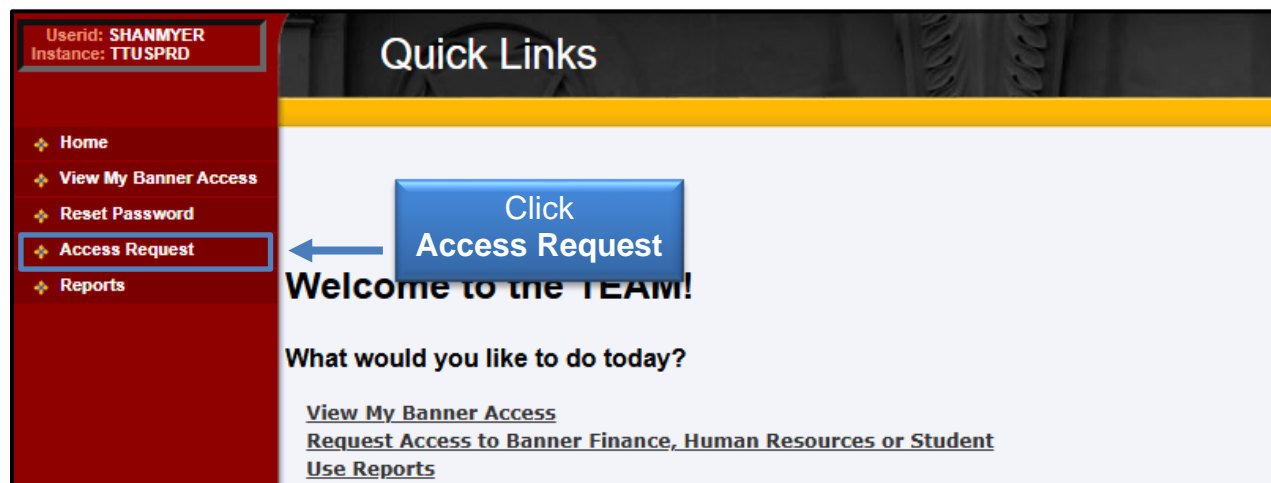 Userid: SHANMYER
Instance: TTUSPRD
Quick Links
Home
View My Banner Access
Reset Password
Access Request
Reports
Click
Access Request
Welcome to the TEAM!
What would you like to do today?
View My Banner Access
Request Access to Banner Finance, Human Resources or Student
Use Reports